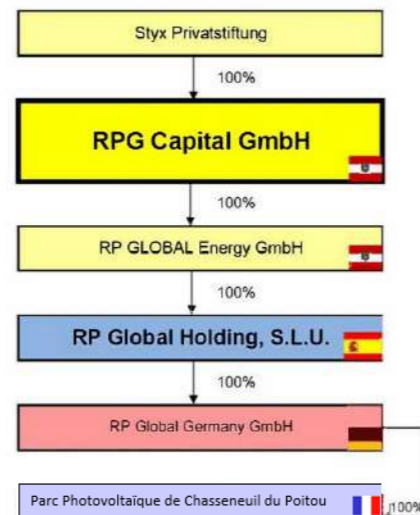 Styx Privatstiftung
100%
RPG Capital GmbH
100%
RP GLOBAL Energy GmbH
100%
RP Global Holding, S.L.U.
100%
RP Global Germany GmbH
Parc Photovoltaïque de Chasseneuil du Poitou
100%